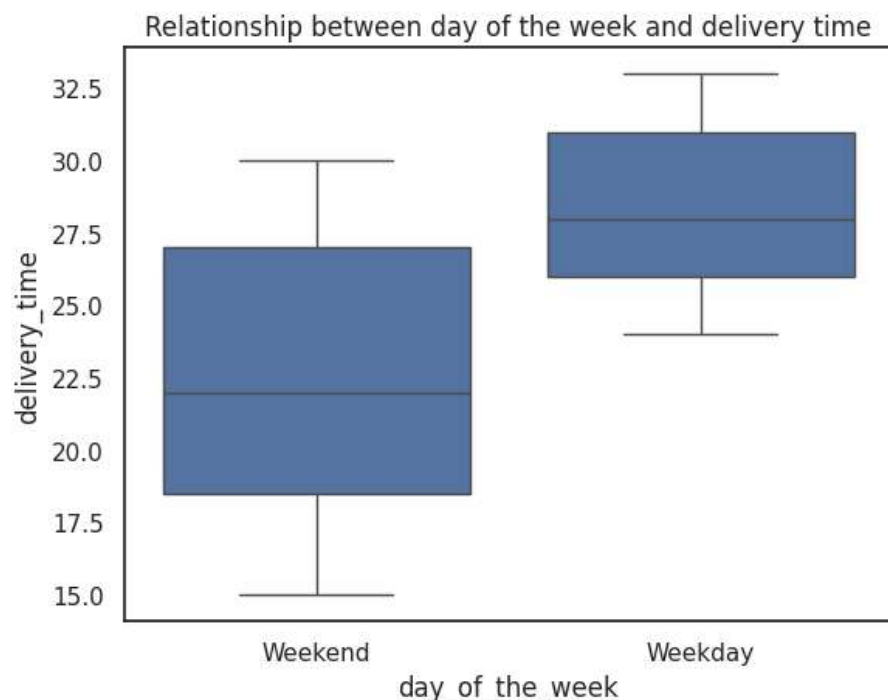 Relationship between day of the week and delivery time
32.5
30.0
27.5
25.0
22.5
20.0
17.5
15.0
delivery_time
Weekend Weekday
day_of_the_week